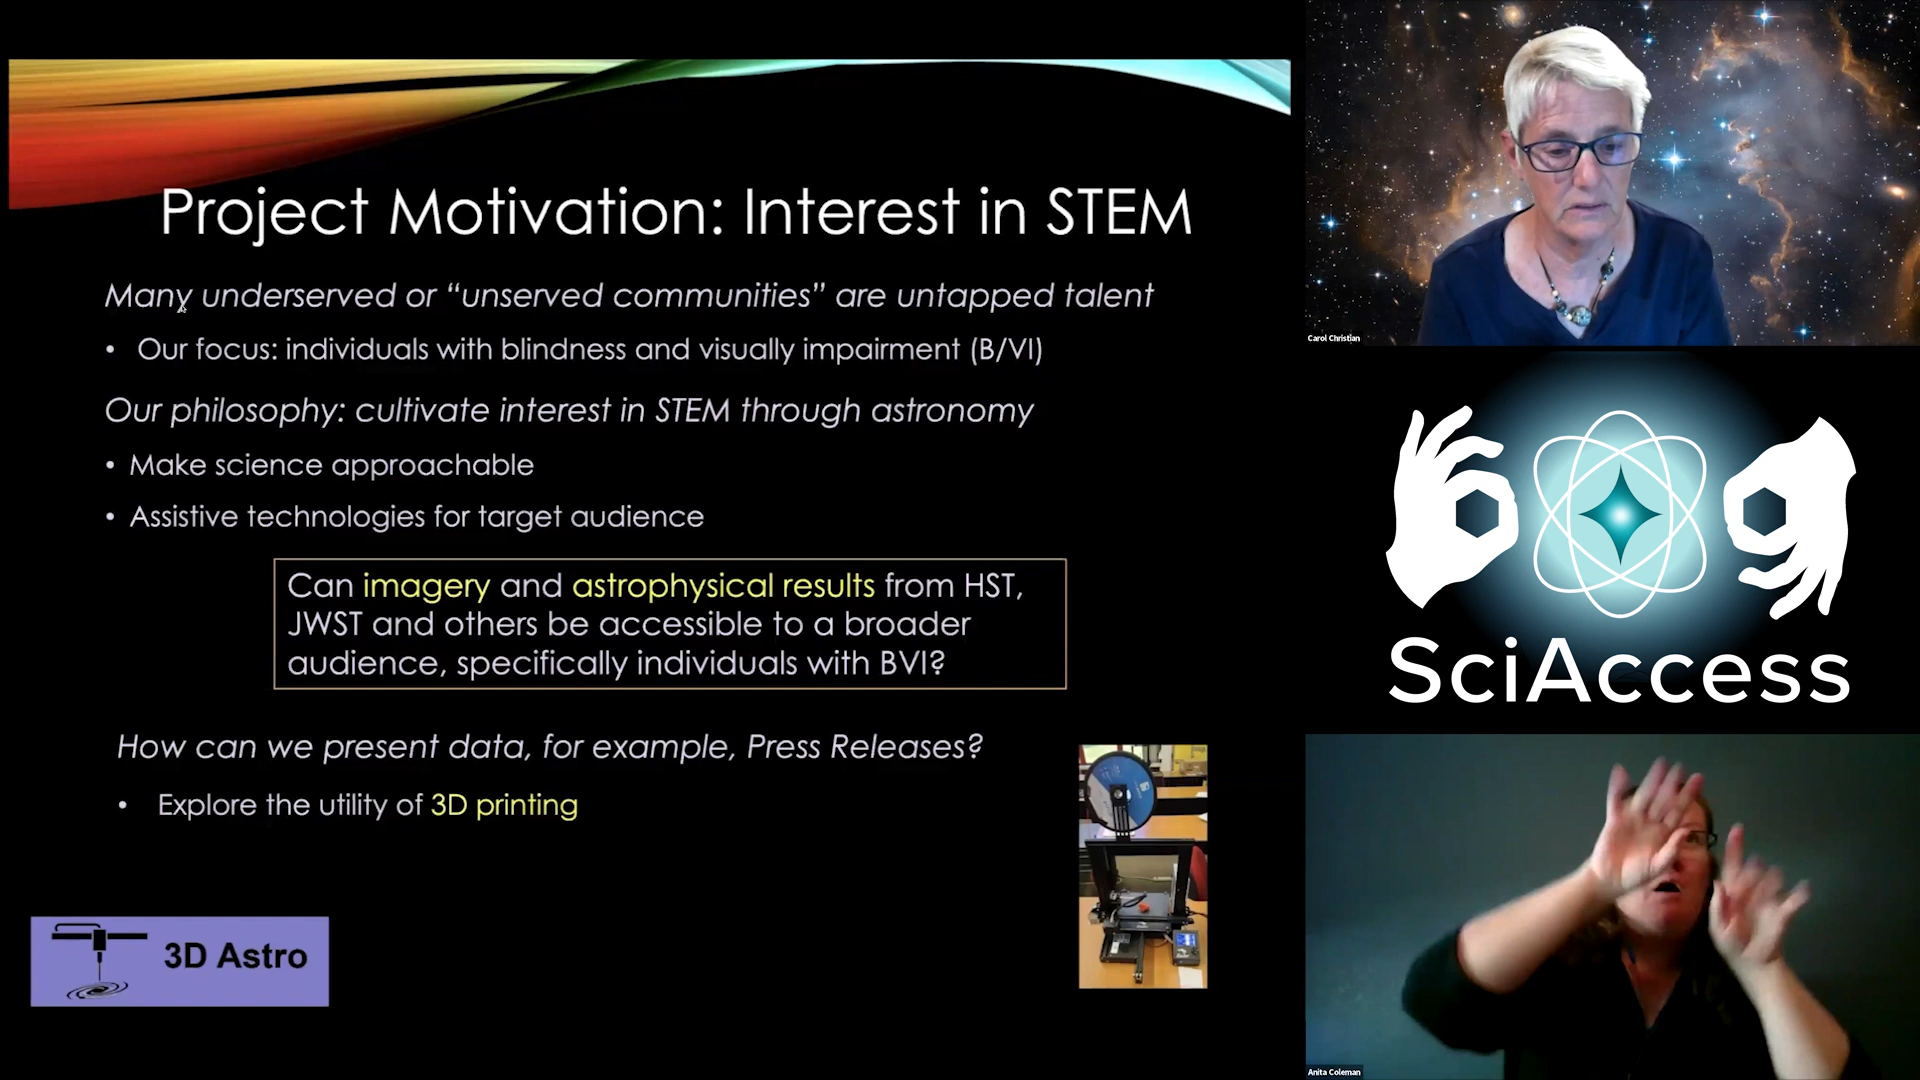 Project Motivation: Interest in STEM
Many underserved or “unserved communities” are untapped talent
• Our focus: individuals with blindness and visually impairment (B/VI)
Our philosophy: cultivate interest in STEM through astronomy
• Make science approachable
• Assistive technologies for target audience
Can imagery and astrophysical results from HST,
JWST and others be accessible to a broader
audience, specifically individuals with BVI?
How can we present data, for example, Press Releases?
• Explore the utility of 3D printing
3D Astro
Carol Christian
SciAccess
Anita Coleman